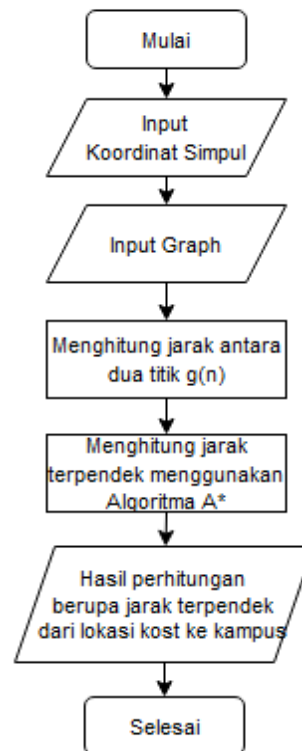 Mulai
Input
Koordinat Simpul
Input Graph
Menghitung jarak antara
dua titik g(n)
Menghitung jarak
terpendek menggunakan
Algoritma A*
Hasil perhitungan
berupa jarak terpendek
dari lokasi kost ke kampus
Selesai